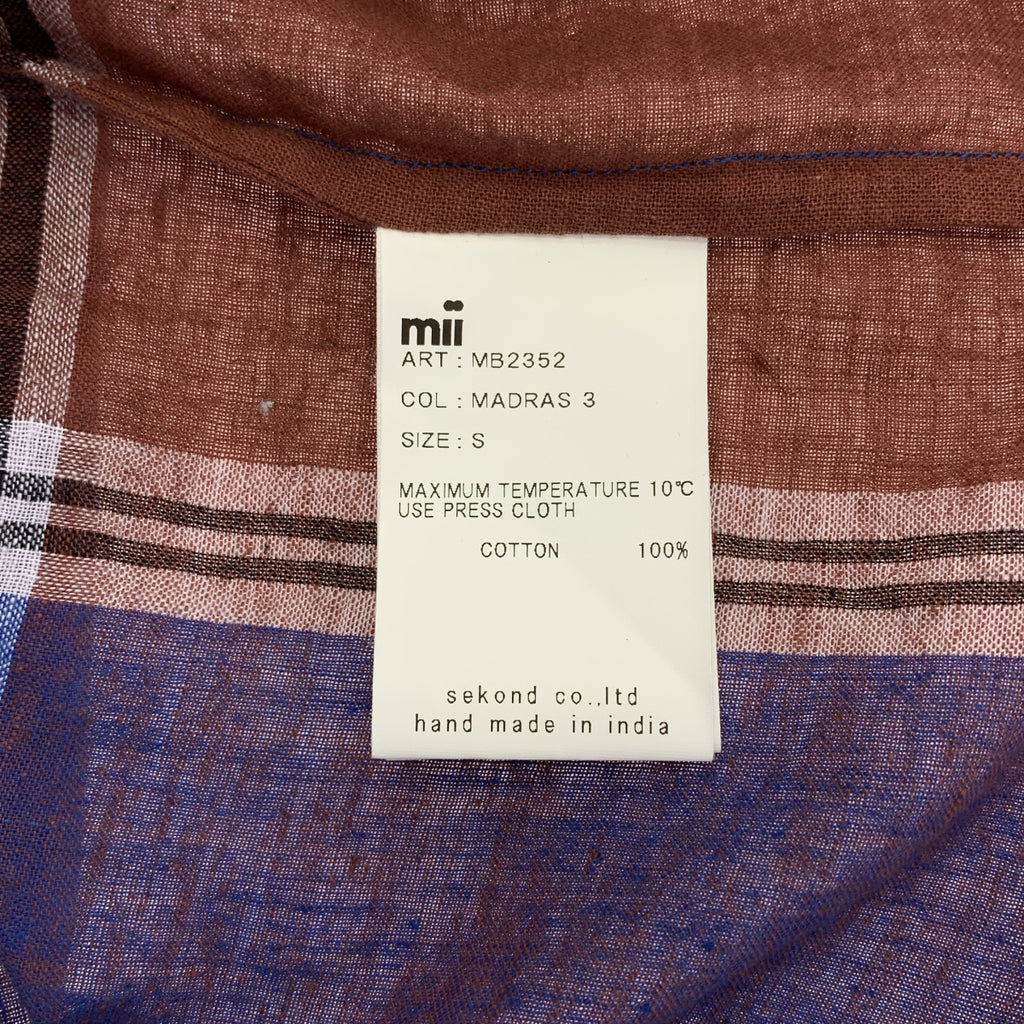 mii
ART : MB2352
COL : MADRAS 3
SIZE : S
MAXIMUM TEMPERATURE 10℃
USE PRESS CLOTH
COTTON 100%
sekond co.,ltd
hand made in india